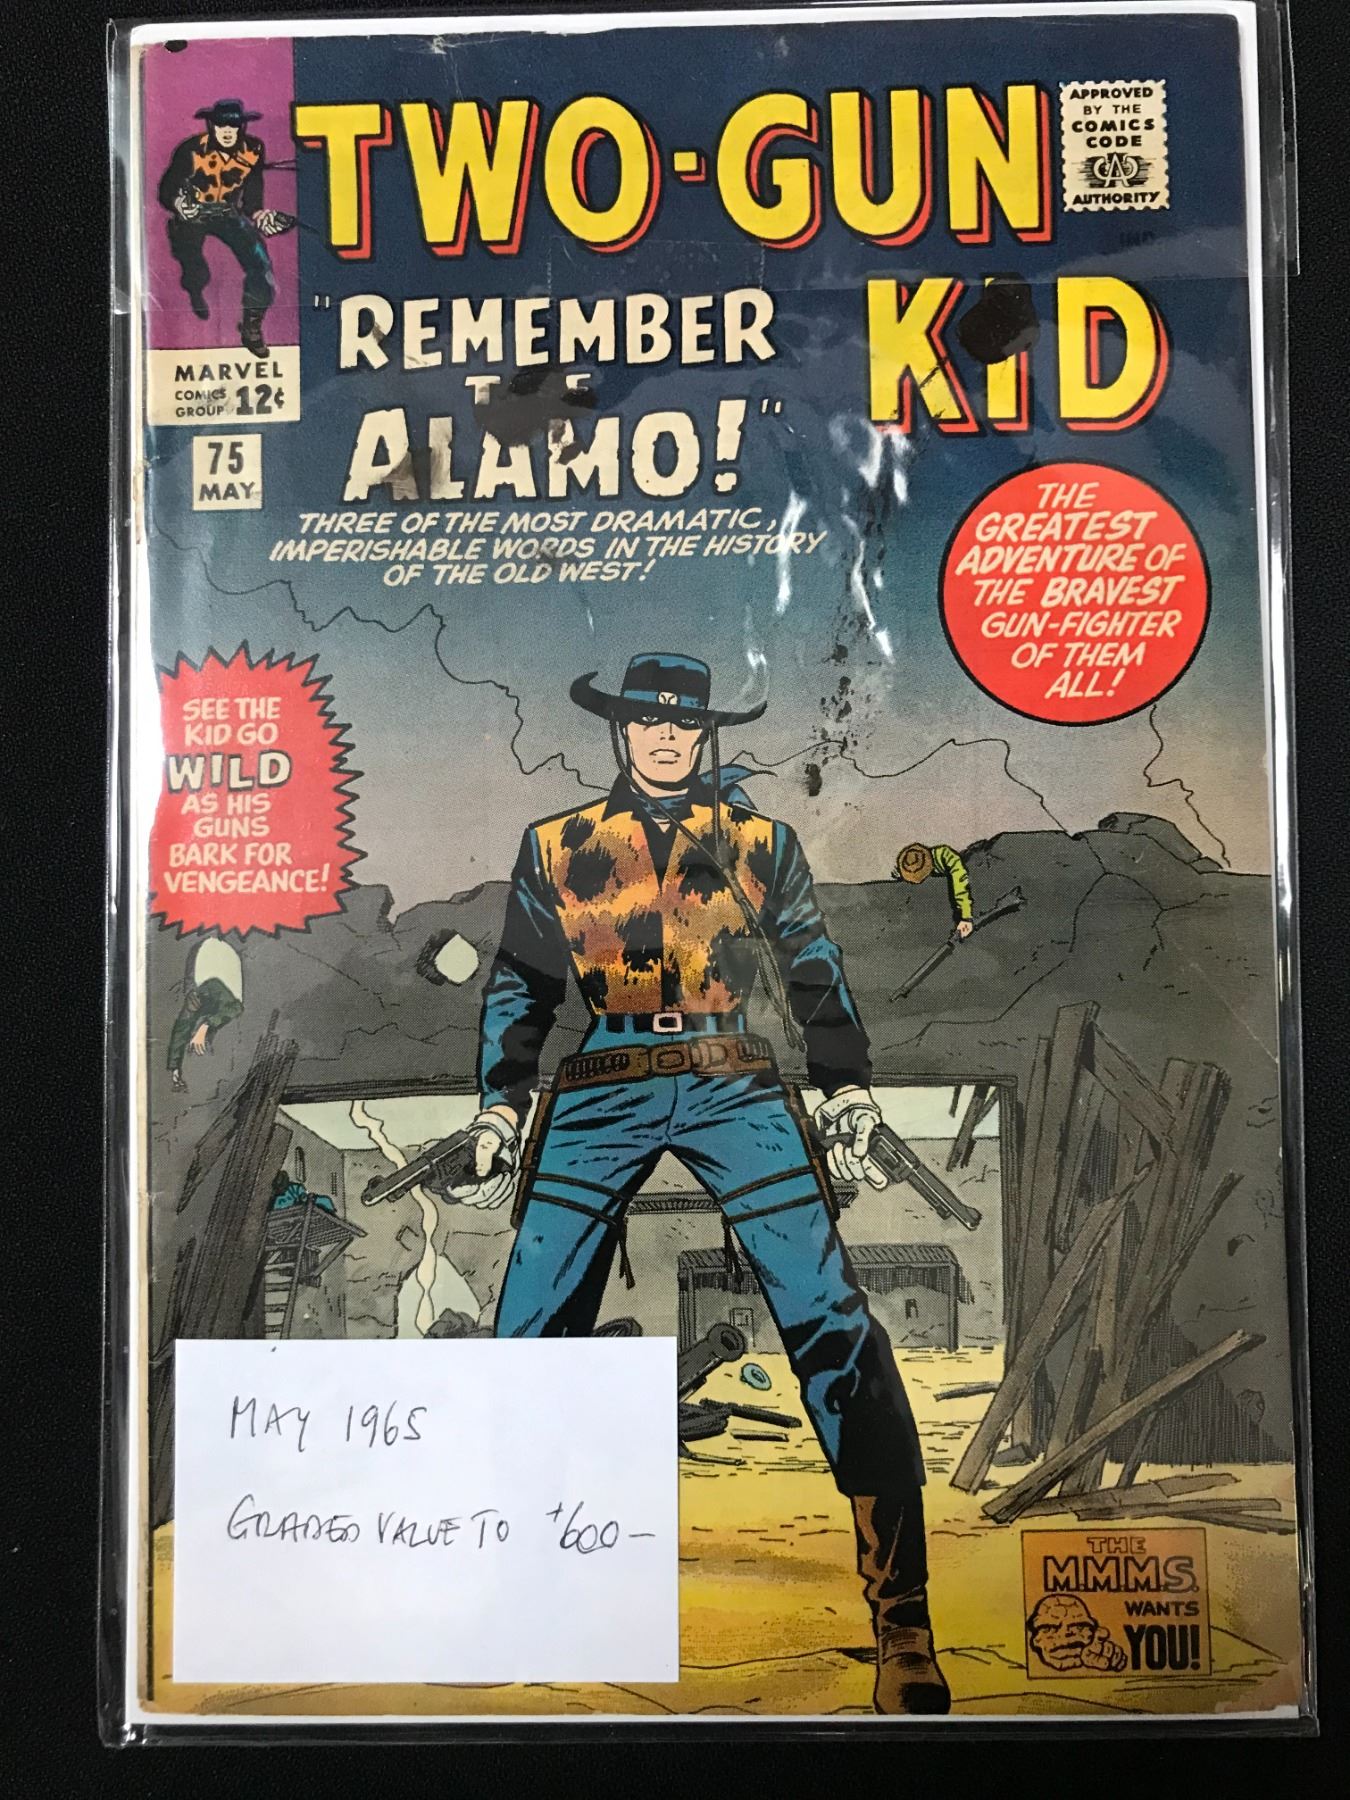 TWO-GUN
KID
APPROVED
BY THE
COMICS
CODE
CA
AUTHORITY
"REMEMBER
THE
ALAMO!"
MARVEL
COMICS
GROUP 12¢
75
MAY
THREE OF THE MOST DRAMATIC,
IMPERISHABLE WORDS IN THE HISTORY
OF THE OLD WEST!
THE
GREATEST
ADVENTURE OF
THE BRAVEST
GUN-FIGHTER
OF THEM
ALL!
SEE THE
KID GO
WILD
AS HIS
GUNS
BARK FOR
VENGEANCE!
MAY 1965
GRADED VALUE TO +600-
THE
M.M.M.S.
WANTS
YOU!
IND.